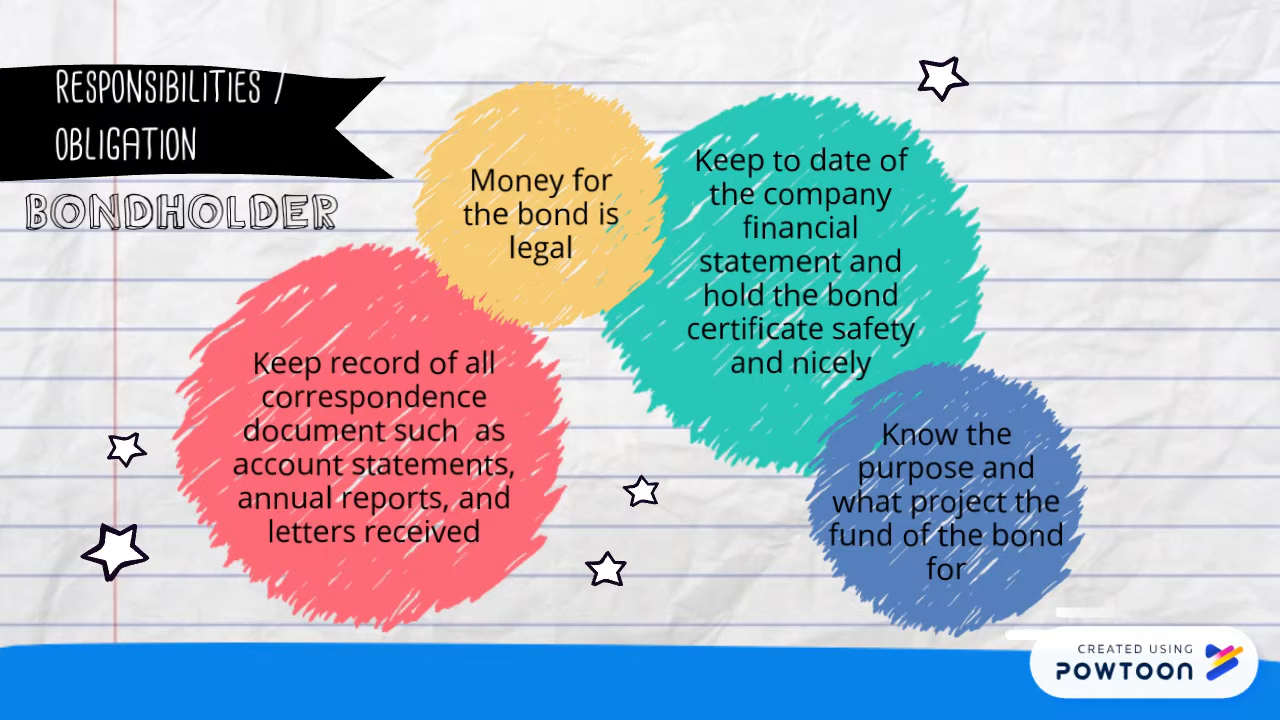 RESPONSIBILITIES /
OBLIGATION
BONDHOLDER
Money for
the bond is
legal
Keep to date of
the company
financial
statement and
hold the bond
certificate safety
and nicely
Keep record of all
correspondence
document such  as
account statements,
annual reports, and
letters received
Know the
purpose and
what project the
fund of the bond
for
CREATED USING
POWTOON